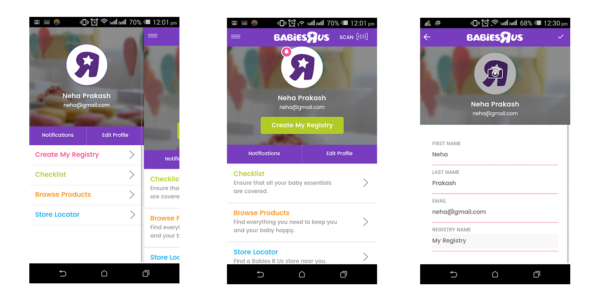 70% 12:01 pm
Neha Prakash
neha@gmail.com
Notifications Edit Profile
Create My Registry
Checklist
Browse Products
Store Locator
Notifi
Checklis
Ensure tha
are covere
Browse P
Find everyt
and your b
Store Loc
70% 12:01 pm
BABIESЯUS SCAN
Neha Prakash
neha@gmail.com
Create My Registry
Notifications Edit Profile
Checklist
Ensure that all your baby essentials
are covered.
Browse Products
Find everything you need to keep you
and your baby happy.
Store Locator
Find a Babies R Us store near you.
68% 12:30 pm
BABIESЯUS
Neha Prakash
neha@gmail.com
FIRST NAME
Neha
LAST NAME
Prakash
EMAIL
neha@gmail.com
REGISTRY NAME
My Registry